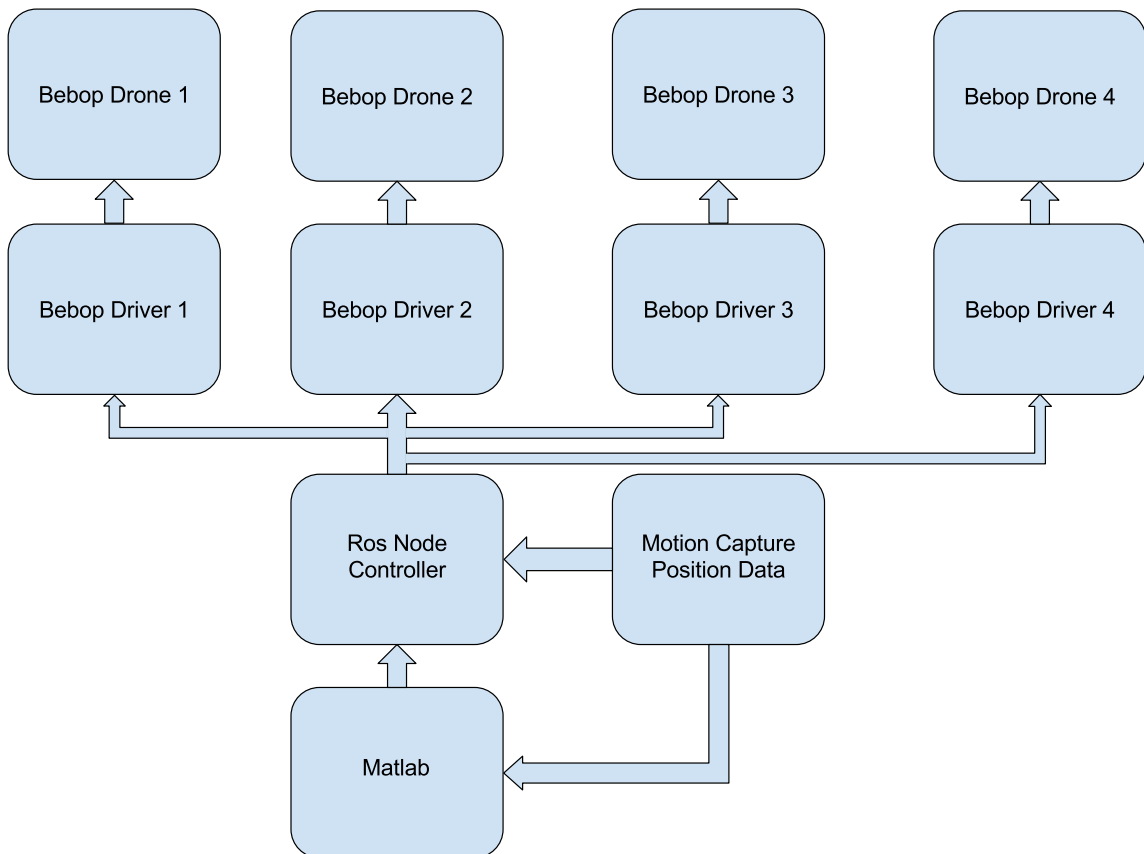 Bebop Drone 1
Bebop Drone 2
Bebop Drone 3
Bebop Drone 4
Bebop Driver 1
Bebop Driver 2
Bebop Driver 3
Bebop Driver 4
Ros Node
Controller
Motion Capture
Position Data
Matlab